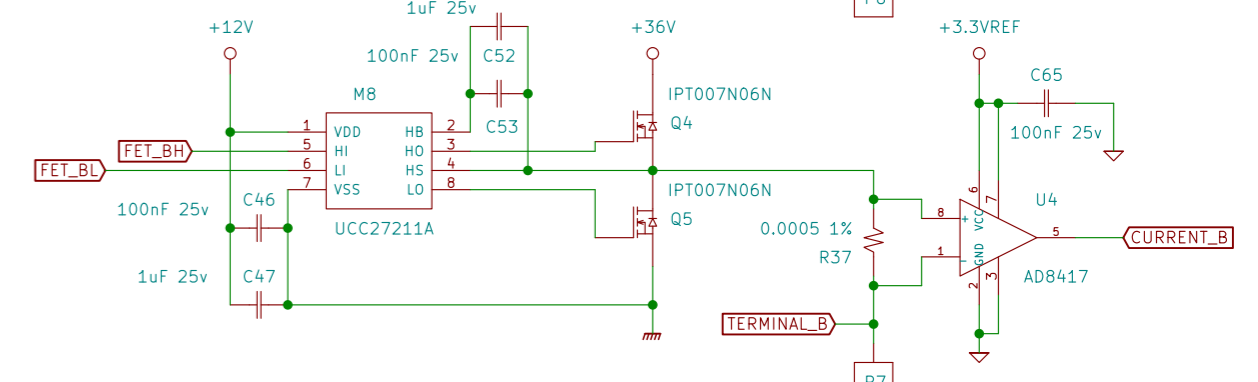 1uF 25v
+12V
+36V
+3.3VREF
100nF 25v
C52
C65
M8
IPT007N06N
C53
Q4
100nF 25v
1 VDD HB 2
FET_BH
5 HI HO 3
FET_BL
6 LI HS 4
7 VSS LO 8
IPT007N06N
C46
100nF 25v
Q5
UCC27211A
6
7
U4
8
+
VCC
0.0005 1%
R37
5
CURRENT_B
1
-
GND
1uF 25v
C47
2
3
AD8417
TERMINAL_B